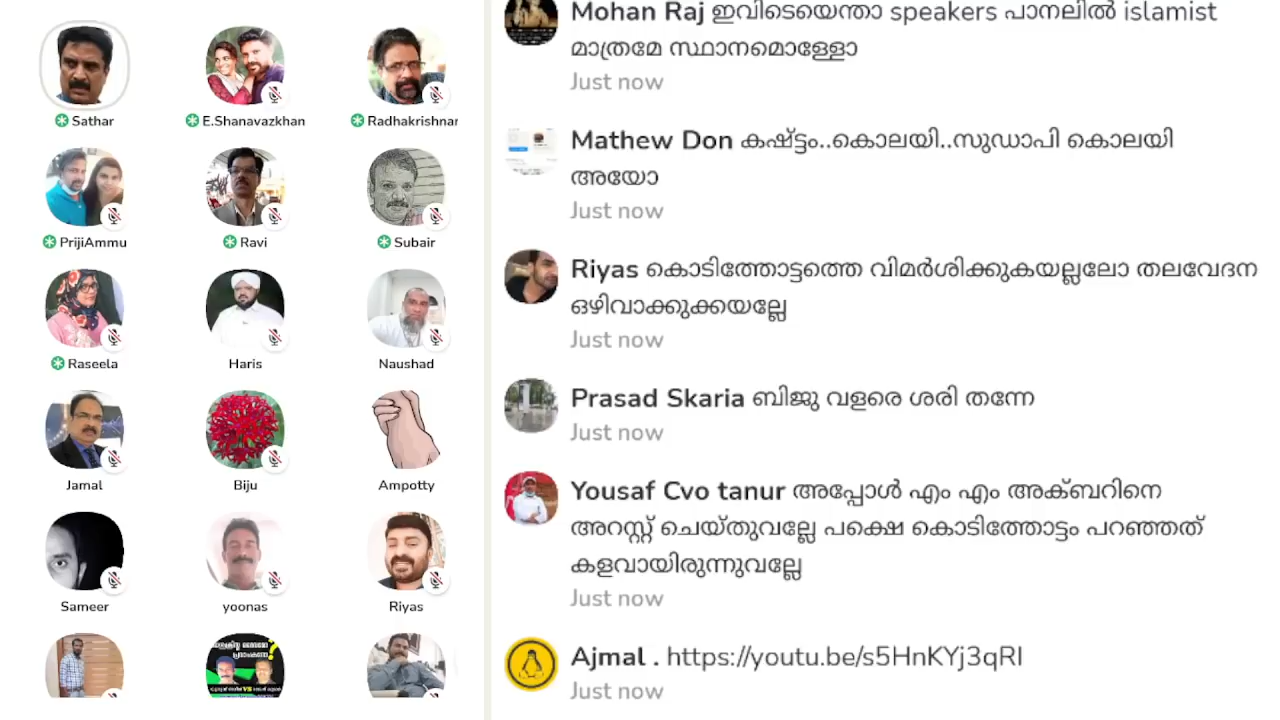 Sathar
E.Shanavazkhan
Radhakrishnar
PrijiAmmu
Ravi
Subair
Raseela
Haris
Naushad
Jamal
Biju
Ampotty
Sameer
yoonas
Riyas
VS
Mohan Raj ഇവിടെയെന്താ speakers പാനലിൽ islamist
മാത്രമേ സ്ഥാനമൊള്ളോ
Just now
Mathew Don കഷ്ട്ടം..കൊലയി..സുഡാപി കൊലയി
അയോ
Just now
Riyas കൊടിത്തോട്ടത്തെ വിമർശിക്കുകയല്ലലോ തലവേദന
ഒഴിവാക്കുക്കയല്ലേ
Just now
Prasad Skaria ബിജു വളരെ ശരി തന്നേ
Just now
Yousaf Cvo tanur അപ്പോൾ എം എം അക്ബറിനെ
അറസ്റ്റ് ചെയ്തുവല്ലേ പക്ഷെ കൊടിത്തോട്ടം പറഞ്ഞത്
കളവായിരുന്നുവല്ലേ
Just now
Ajmal . https://youtu.be/s5HnKYj3qRI
Just now